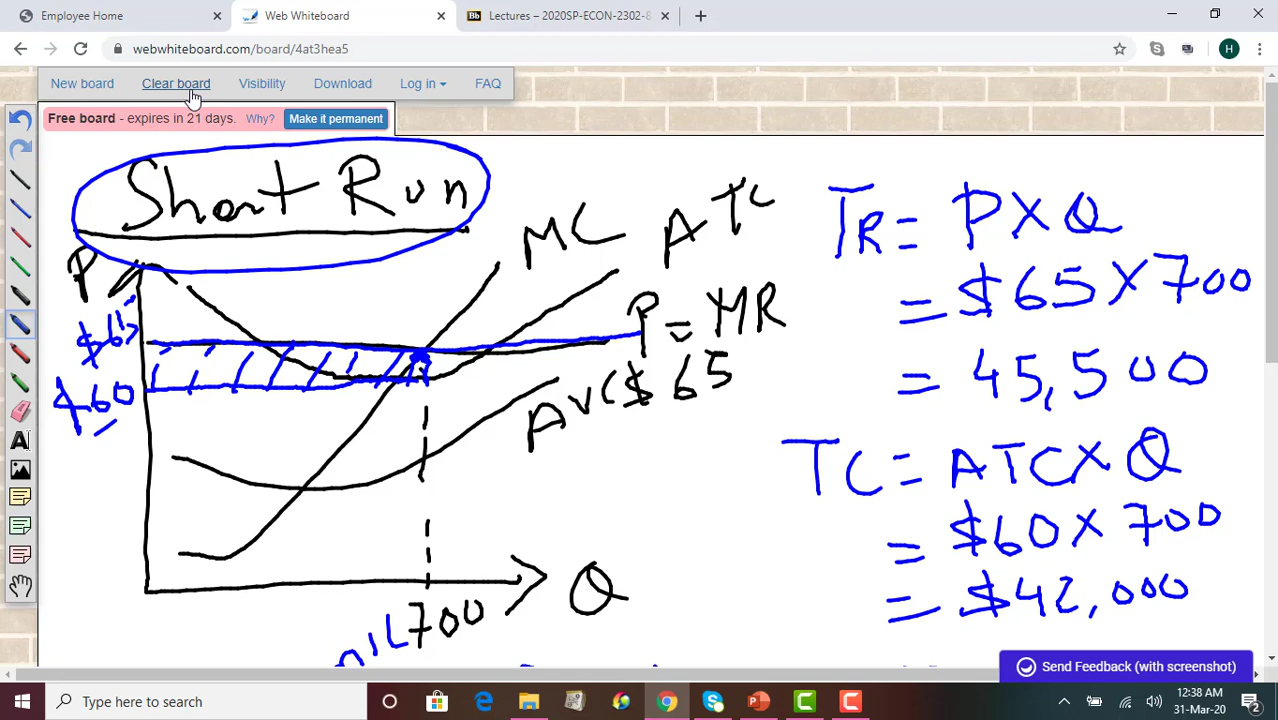 Employee Home
Web Whiteboard
Lectures – 2020SP-ECON-2302-8
webwhiteboard.com/board/4at3hea5
H
New board Clear board Visibility Download Log in FAQ
Free board - expires in 21 days. Why? Make it permanent
Short Run
MC ATC
P
P = MR
$65
$65
$60
AVC
700
Q
TR = P X Q
= $65 X 700
= 45,500
TC = ATC X Q
= $60 X 700
= $42,000
A
Send Feedback (with screenshot)
Type here to search
12:38 AM
31-Mar-20
2